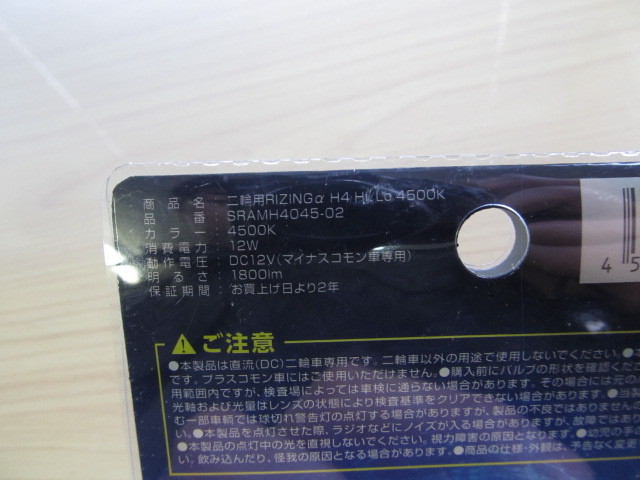 商品名 : 二輪用RIZINGα H4 Hi/Lo 4500K
品番 : SRAMH4045-02
カラー : 4500K
消費電力 : 12W
動作電圧 : DC12V(マイナスコモン車専用)
明るさ : 1800lm
保証期間 : お買上げ日より2年
45
ご注意
●本製品は直流(DC)二輪車専用です。二輪車以外の用途で使用しないでください。●
です。プラスコモン車にはご使用いただけません。●購入前にバルブの形状を確認くださ
用範囲内ですが、検査場によっては車検に通らない場合があります。その場合には元の
光軸および光量はレンズの状態により検査基準をクリアできない場合があります。●当
む一部車輌では球切れ警告灯の点灯する場合がありますが、製品の不良ではありません
い。●本製品を点灯させた際、ラジオなどにノイズが入る場合がありますが、故障ではあ
●本製品の点灯中の光を直視しないでください。視力障害の原因となります。●幼児の手
い。飲み込んだり、怪我の原因となる場合があります。●商品の仕様・外観は、予告なく変更